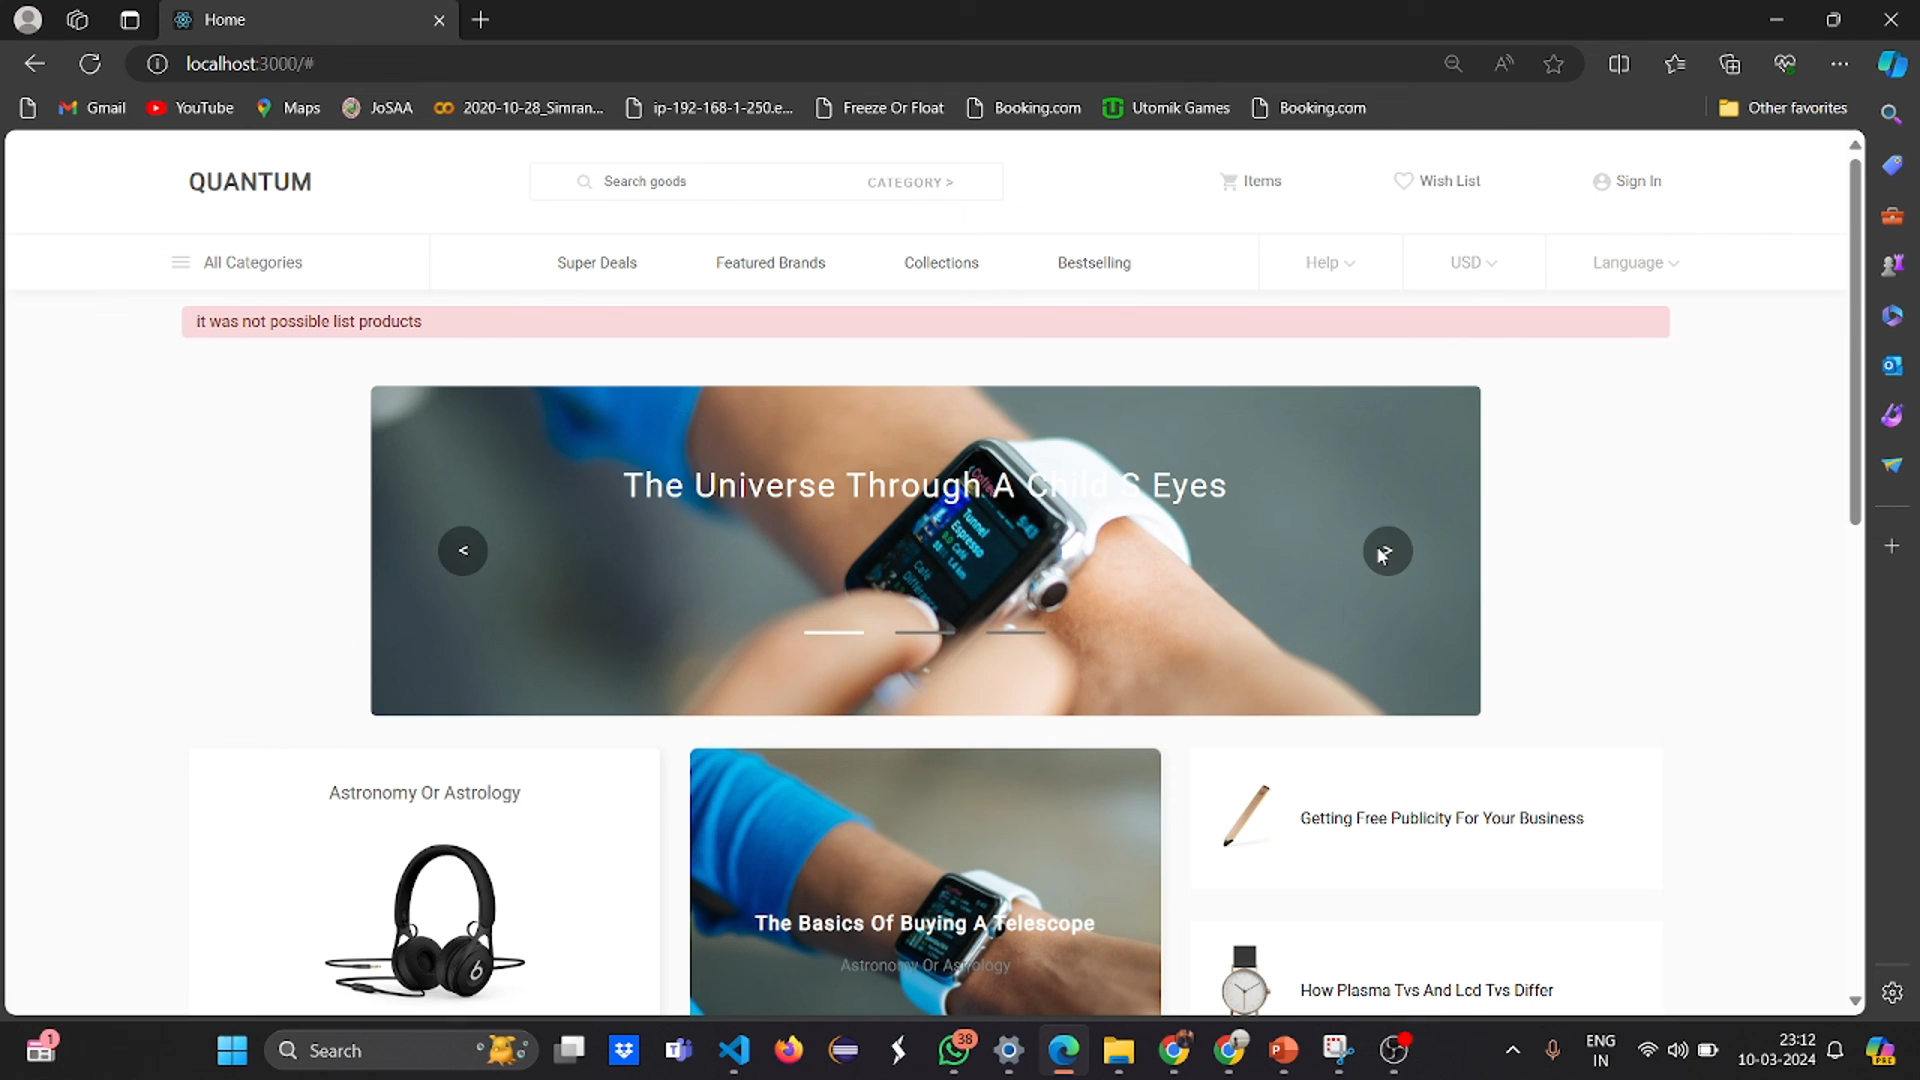 Home
localhost:3000/#
Gmail
YouTube
Maps
JoSAA
2020-10-28_Simran...
ip-192-168-1-250.e...
Freeze Or Float
Booking.com
Utomik Games
Booking.com
Other favorites
QUANTUM
Search goods
CATEGORY >
Items
Wish List
Sign In
All Categories
Super Deals
Featured Brands
Collections
Bestselling
Help
USD
Language
it was not possible list products
The Universe Through A Child S Eyes
<
>
Astronomy Or Astrology
The Basics Of Buying A Telescope
Astronomy Or Astrology
Getting Free Publicity For Your Business
How Plasma Tvs And Lcd Tvs Differ
1
Search
38
ENG
IN
23:12
10-03-2024
PRE